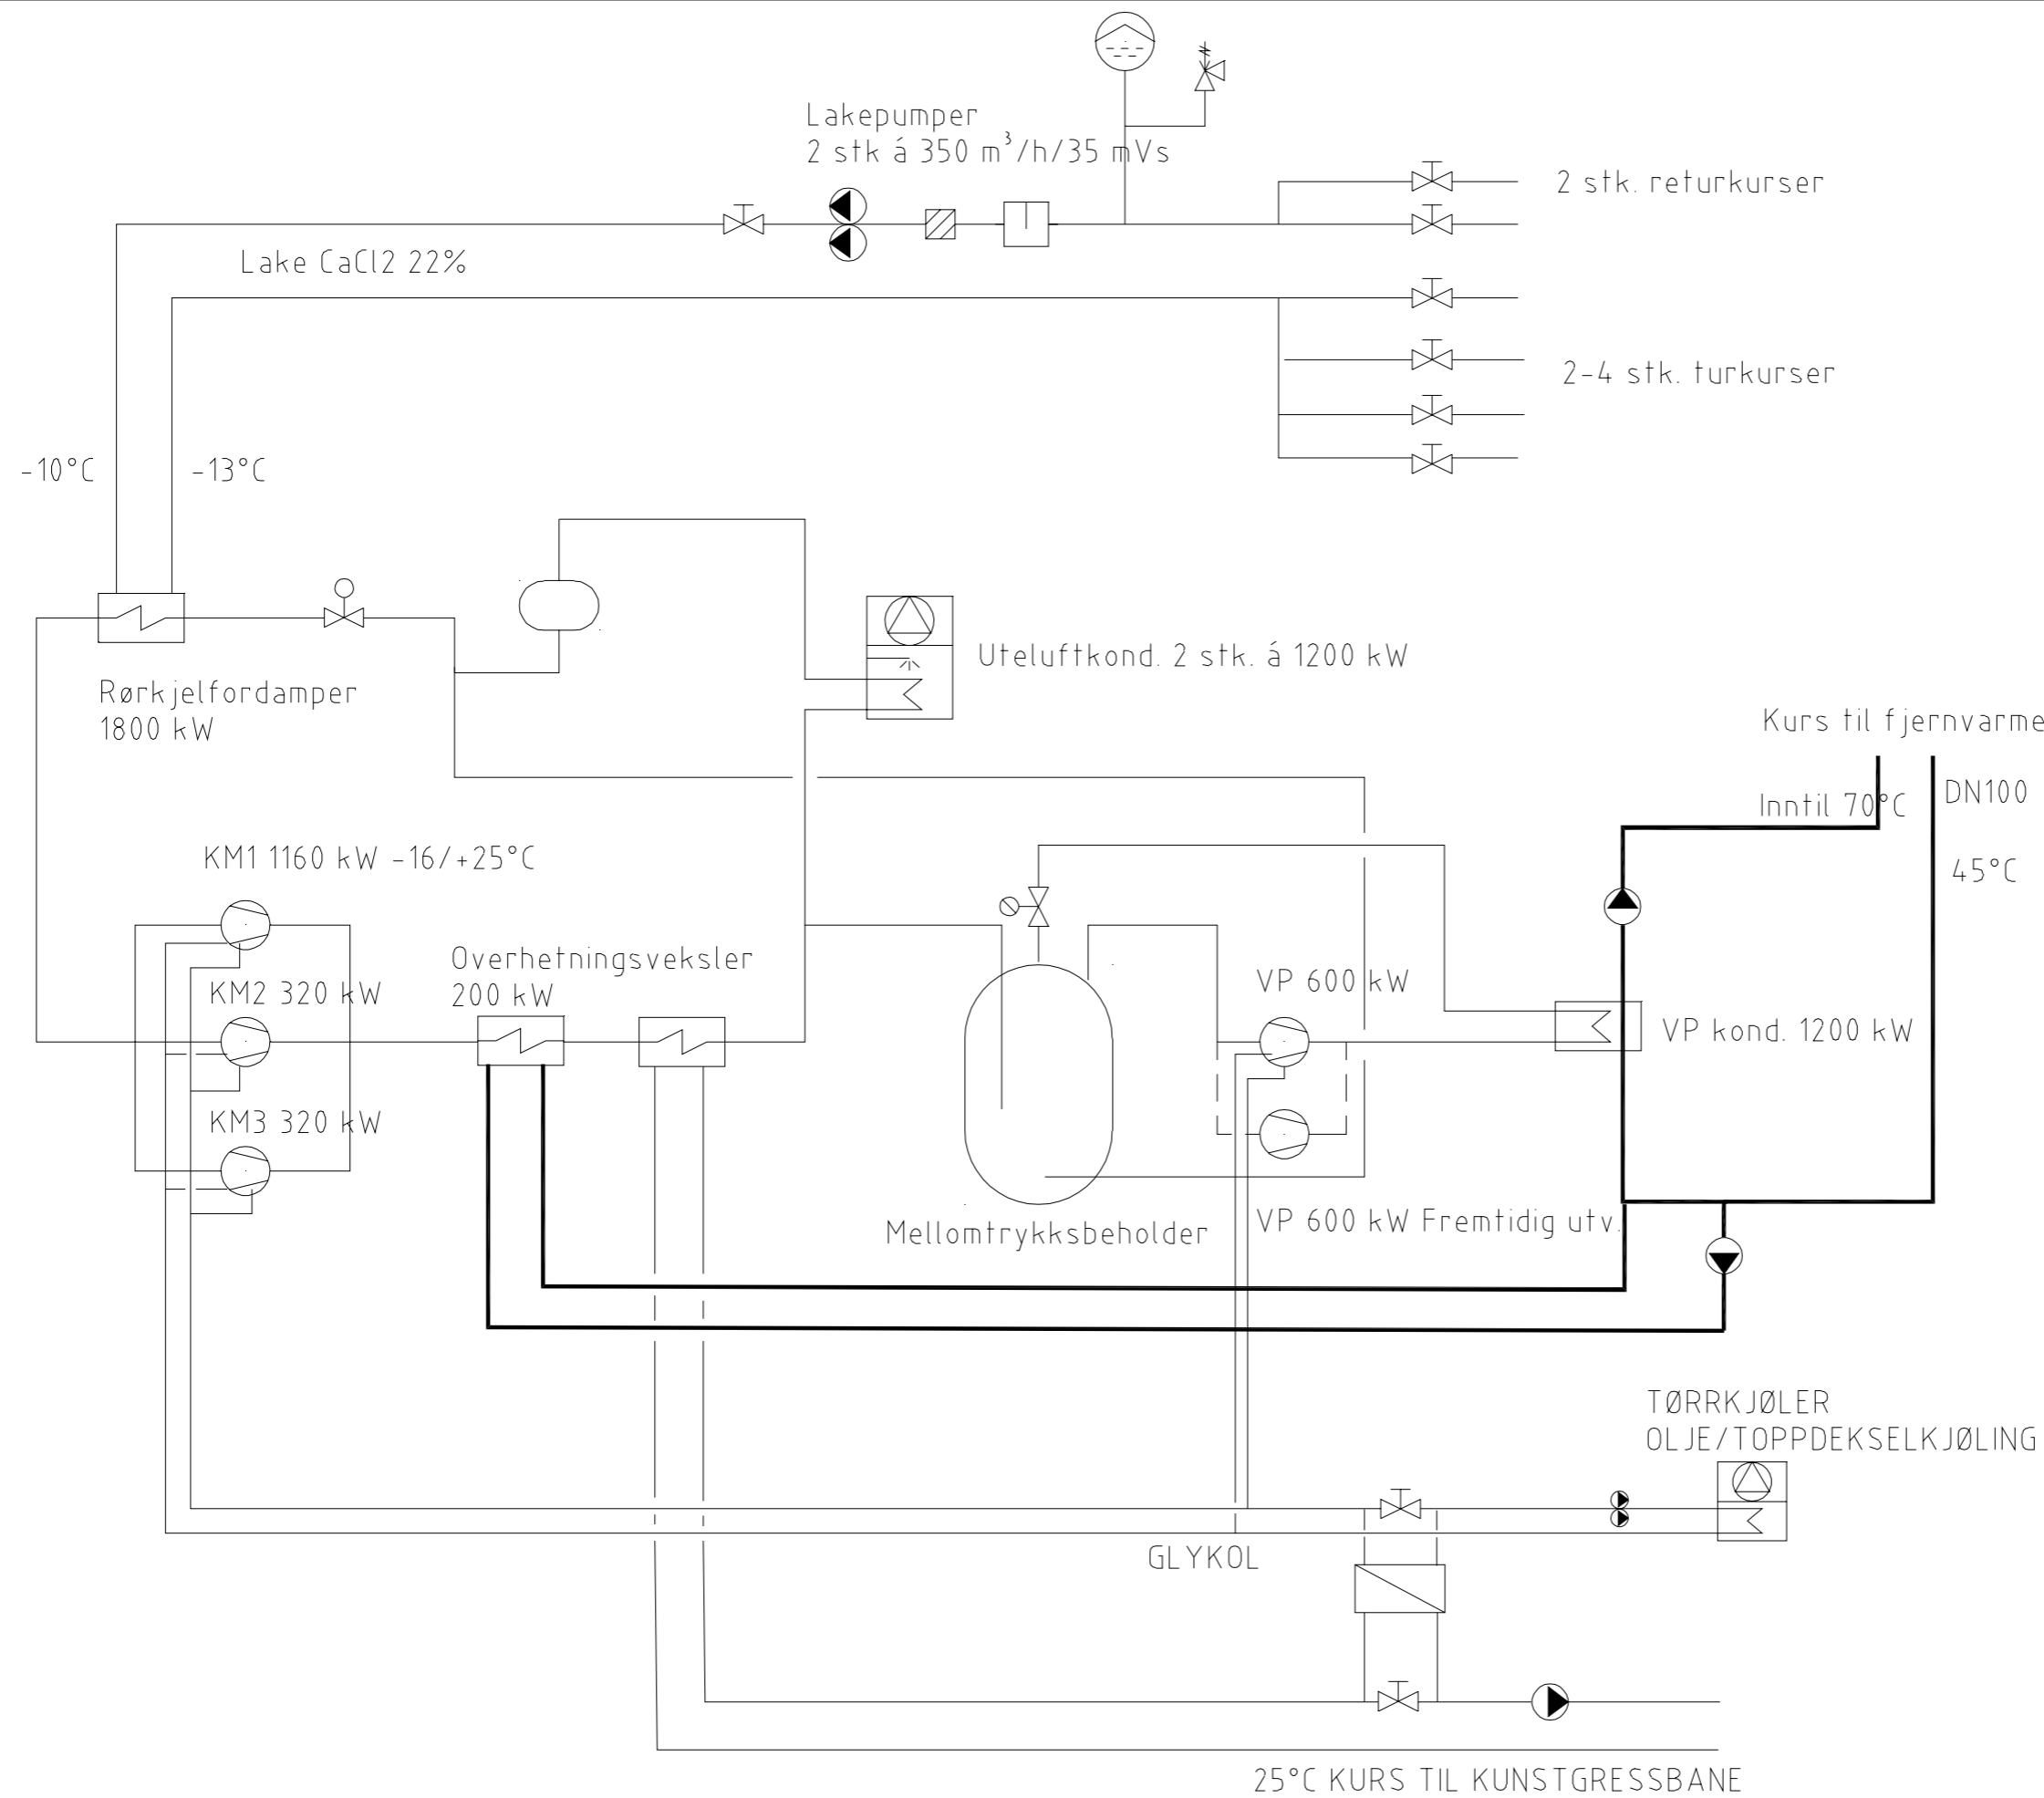 Lakepumper
2 stk á 350 m³/h/35 mVs
2 stk. returkurser
Lake CaCl2 22%
2-4 stk. turkurser
-10°C
-13°C
Uteluftkond. 2 stk. á 1200 kW
Rørkjelfordamper
1800 kW
Kurs til fjernvarme
Inntil 70°C
DN100
45°C
KM1 1160 kW -16/+25°C
Overhetningsveksler
200 kW
KM2 320 kW
VP 600 kW
VP kond. 1200 kW
KM3 320 kW
Mellomtrykksbeholder
VP 600 kW Fremtidig utv.
TØRRKJØLER
OLJE/TOPPDEKSELKJØLING
GLYKOL
25°C KURS TIL KUNSTGRESSBANE